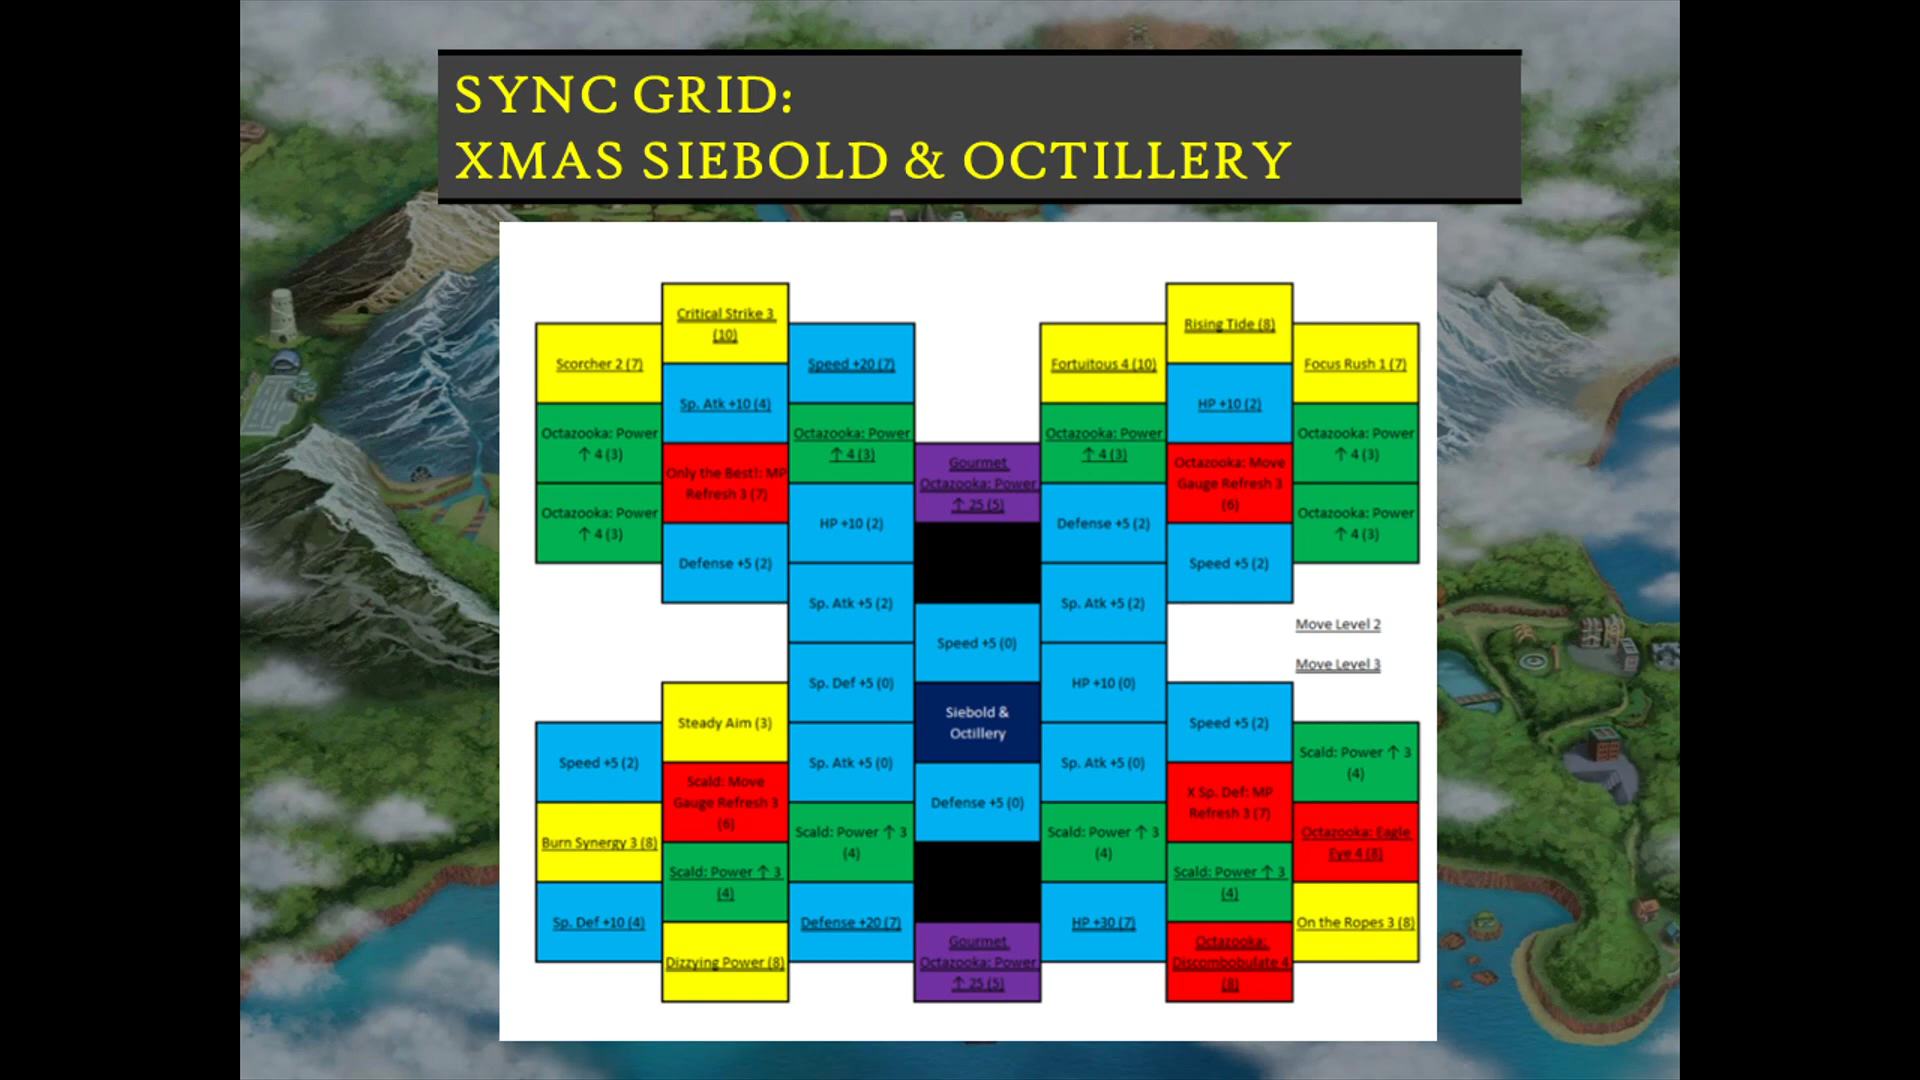 SYNC GRID:
XMAS SIEBOLD & OCTILLERY
Critical Strike 3
(10)
Rising Tide (8)
Scorcher 2 (7)
Speed +20 (7)
Fortuitous 4 (10)
Focus Rush 1 (7)
Sp. Atk +10 (4)
HP +10 (2)
Octazooka: Power
↑ 4 (3)
Octazooka: Power
↑ 4 (3)
Octazooka: Power
↑ 4 (3)
Octazooka: Power
↑ 4 (3)
Only the Best!: MP
Refresh 3 (7)
Gourmet
Octazooka: Power
↑ 25 (5)
Octazooka: Move
Gauge Refresh 3
(6)
Octazooka: Power
↑ 4 (3)
HP +10 (2)
Defense +5 (2)
Octazooka: Power
↑ 4 (3)
Defense +5 (2)
Speed +5 (2)
Sp. Atk +5 (2)
Sp. Atk +5 (2)
Move Level 2
Speed +5 (0)
Move Level 3
Sp. Def +5 (0)
HP +10 (0)
Steady Aim (3)
Siebold &
Octillery
Speed +5 (2)
Speed +5 (2)
Sp. Atk +5 (0)
Sp. Atk +5 (0)
Scald: Power ↑ 3
(4)
Scald: Move
Gauge Refresh 3
(6)
Defense +5 (0)
X Sp. Def: MP
Refresh 3 (7)
Burn Synergy 3 (8)
Scald: Power ↑ 3
(4)
Scald: Power ↑ 3
(4)
Octazooka: Eagle
Eye 4 (8)
Scald: Power ↑ 3
(4)
Scald: Power ↑ 3
(4)
Sp. Def +10 (4)
Defense +20 (7)
HP +30 (7)
On the Ropes 3 (8)
Dizzying Power (8)
Gourmet
Octazooka: Power
↑ 25 (5)
Octazooka:
Discombobulate 4
(8)